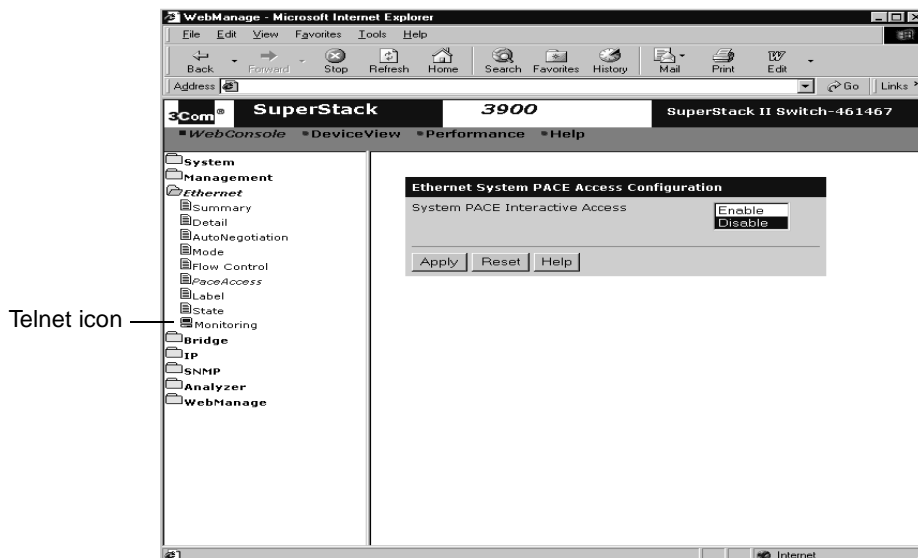 WebManage - Microsoft Internet Explorer
File Edit View Favorites Tools Help
Back Forward Stop Refresh Home Search Favorites History Mail Print Edit
Address Go Links
3Com® SuperStack 3900 SuperStack II Switch-461467
WebConsole DeviceView Performance Help
System
Management
Ethernet
Summary
Detail
AutoNegotiation
Mode
Flow Control
PaceAccess
Label
State
Monitoring
Bridge
IP
SNMP
Analyzer
WebManage
Telnet icon
Ethernet System PACE Access Configuration
System PACE Interactive Access
Enable
Disable
Apply Reset Help
Internet